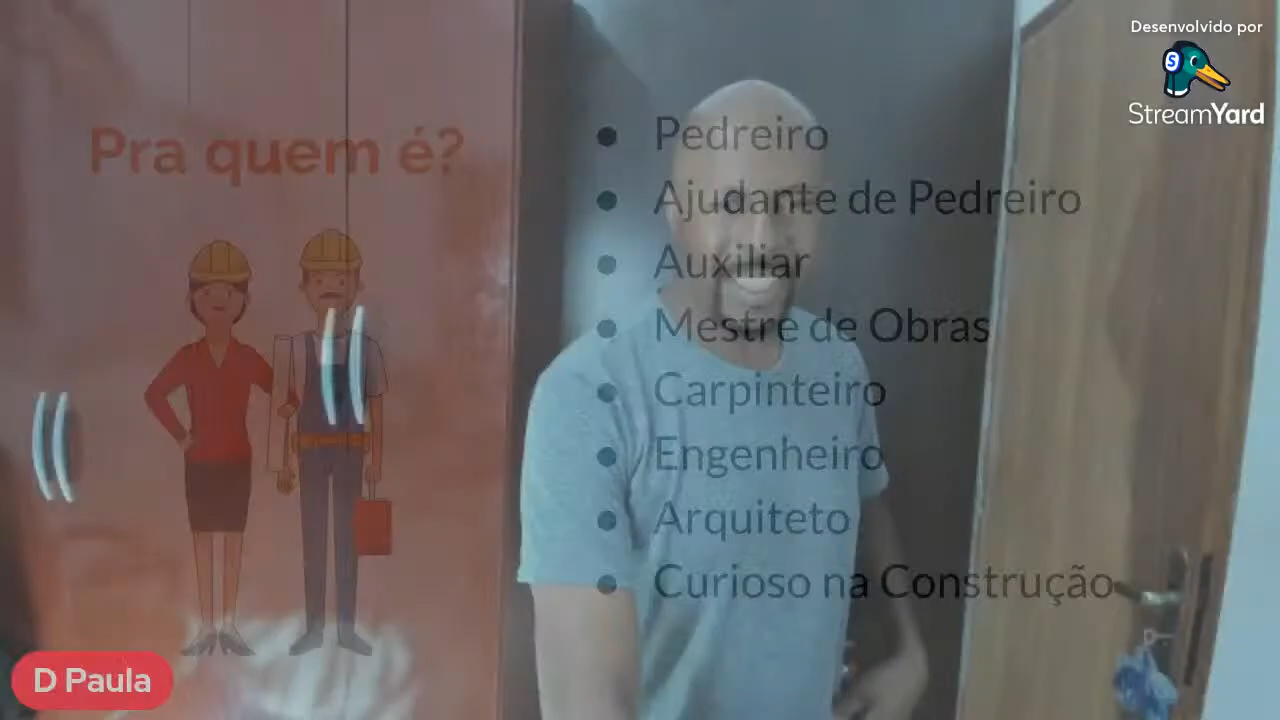 Desenvolvido por
StreamYard
Pra quem é?
Pedreiro
Ajudante de Pedreiro
Auxiliar
Mestre de Obras
Carpinteiro
Engenheiro
Arquiteto
Curioso na Construção
D Paula